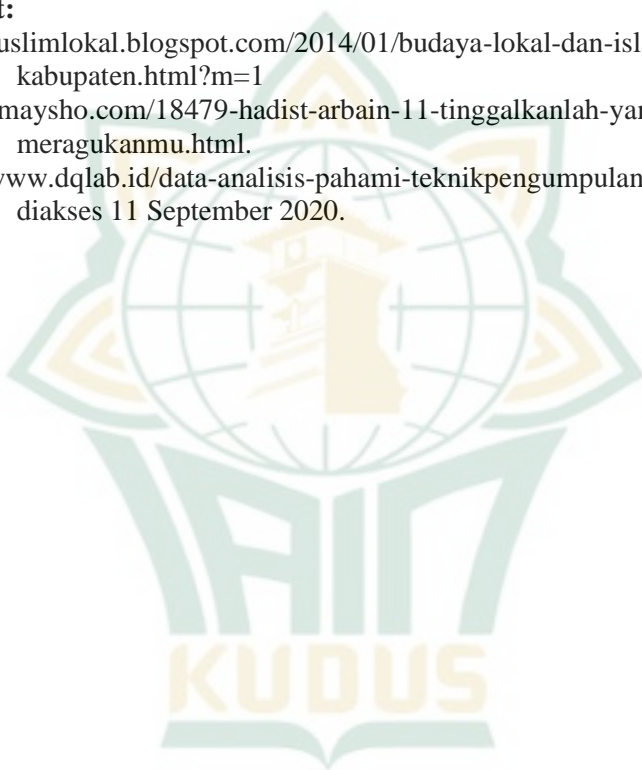 t:
uslimlokal.blogspot.com/2014/01/budaya-lokal-dan-isl
kabupaten.html?m=1
maysho.com/18479-hadist-arbain-11-tinggalkanlah-yan
meragukanmu.html.
www.dqlab.id/data-analisis-pahami-teknikpengumpulan
diakses 11 September 2020.
IAIN
KUDUS